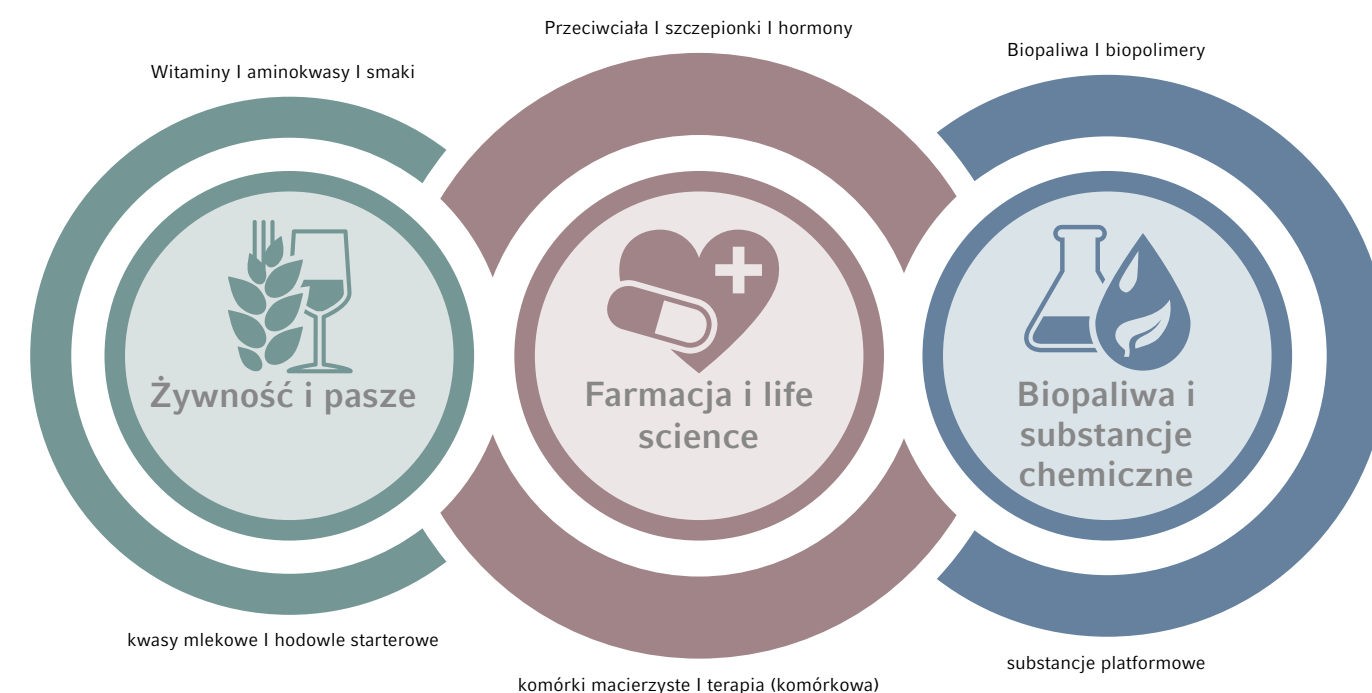 Przeciwciała I szczepionki I hormony
Biopaliwa I biopolimery
Witaminy I aminokwasy I smaki
Żywność i pasze
Farmacja i life
science
Biopaliwa i
substancje
chemiczne
kwasy mlekowe I hodowle starterowe
substancje platformowe
komórki macierzyste I terapia (komórkowa)